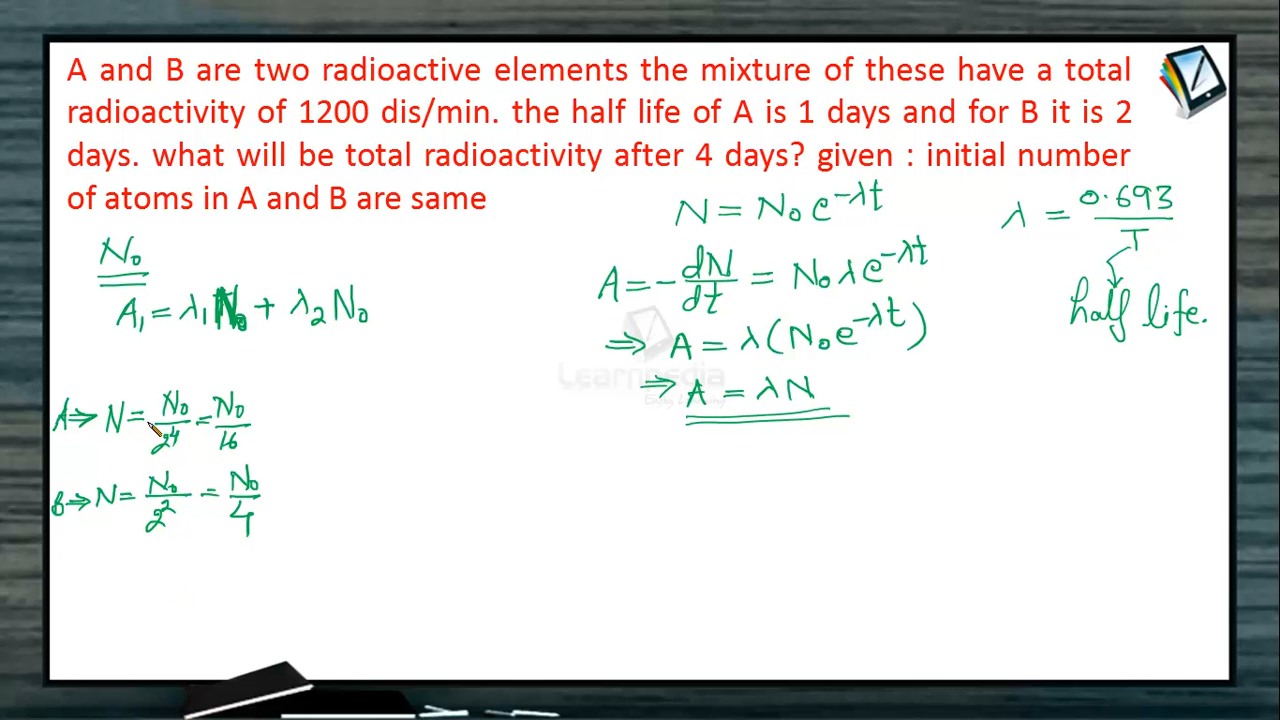 A and B are two radioactive elements the mixture of these have a total
radioactivity of 1200 dis/min. the half life of A is 1 days and for B it is 2
days. what will be total radioactivity after 4 days? given : initial number
of atoms in A and B are same
N = N₀e^(-λt)
λ = 0.693/T
half life.
N₀
A₁ = λ₁N₀ + λ₂N₀
A = -dN/dt = N₀λe^(-λt)
⇒ A = λ(N₀e^(-λt))
⇒ A = λN
Learnpedia
Enjoy Learning
A⇒ N = N₀/2⁴ = N₀/16
B⇒ N = N₀/2² = N₀/4